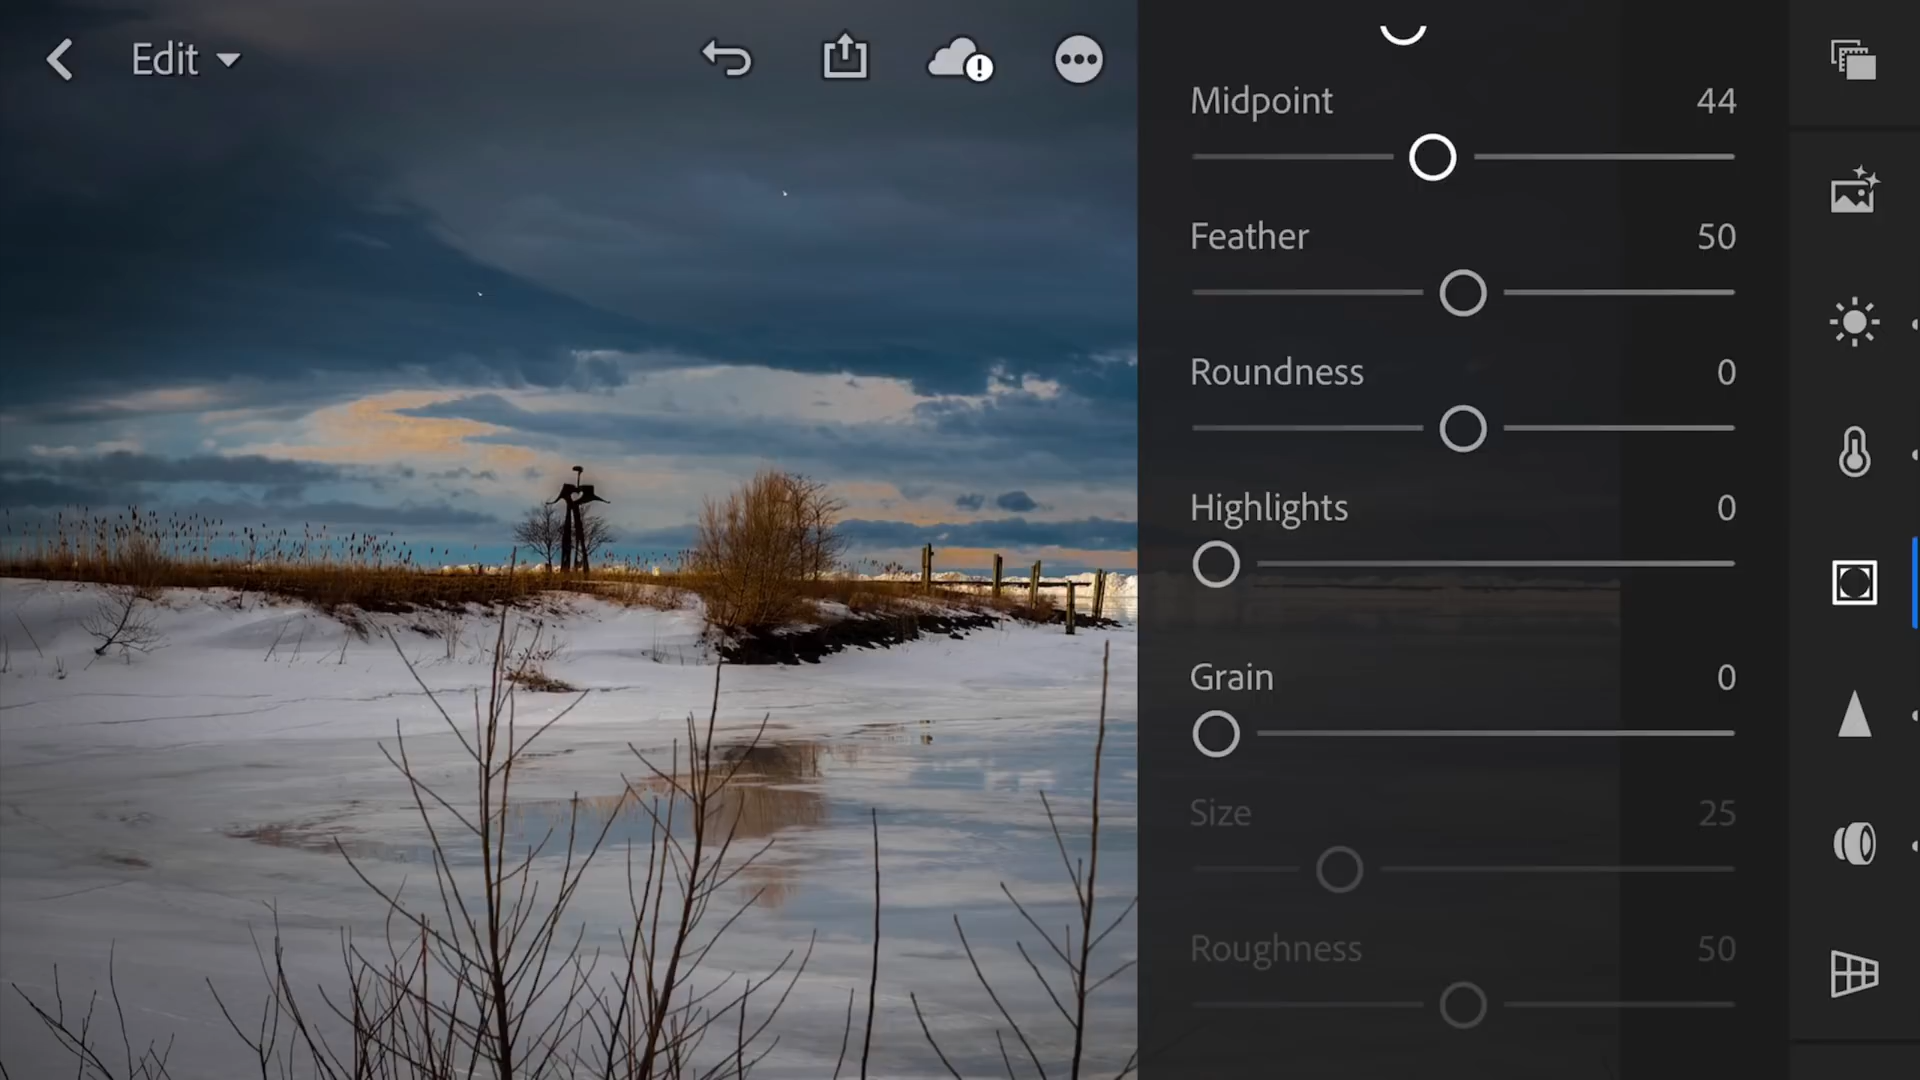 Edit
Midpoint 44
Feather 50
Roundness 0
Highlights 0
Grain 0
Size 25
Roughness 50